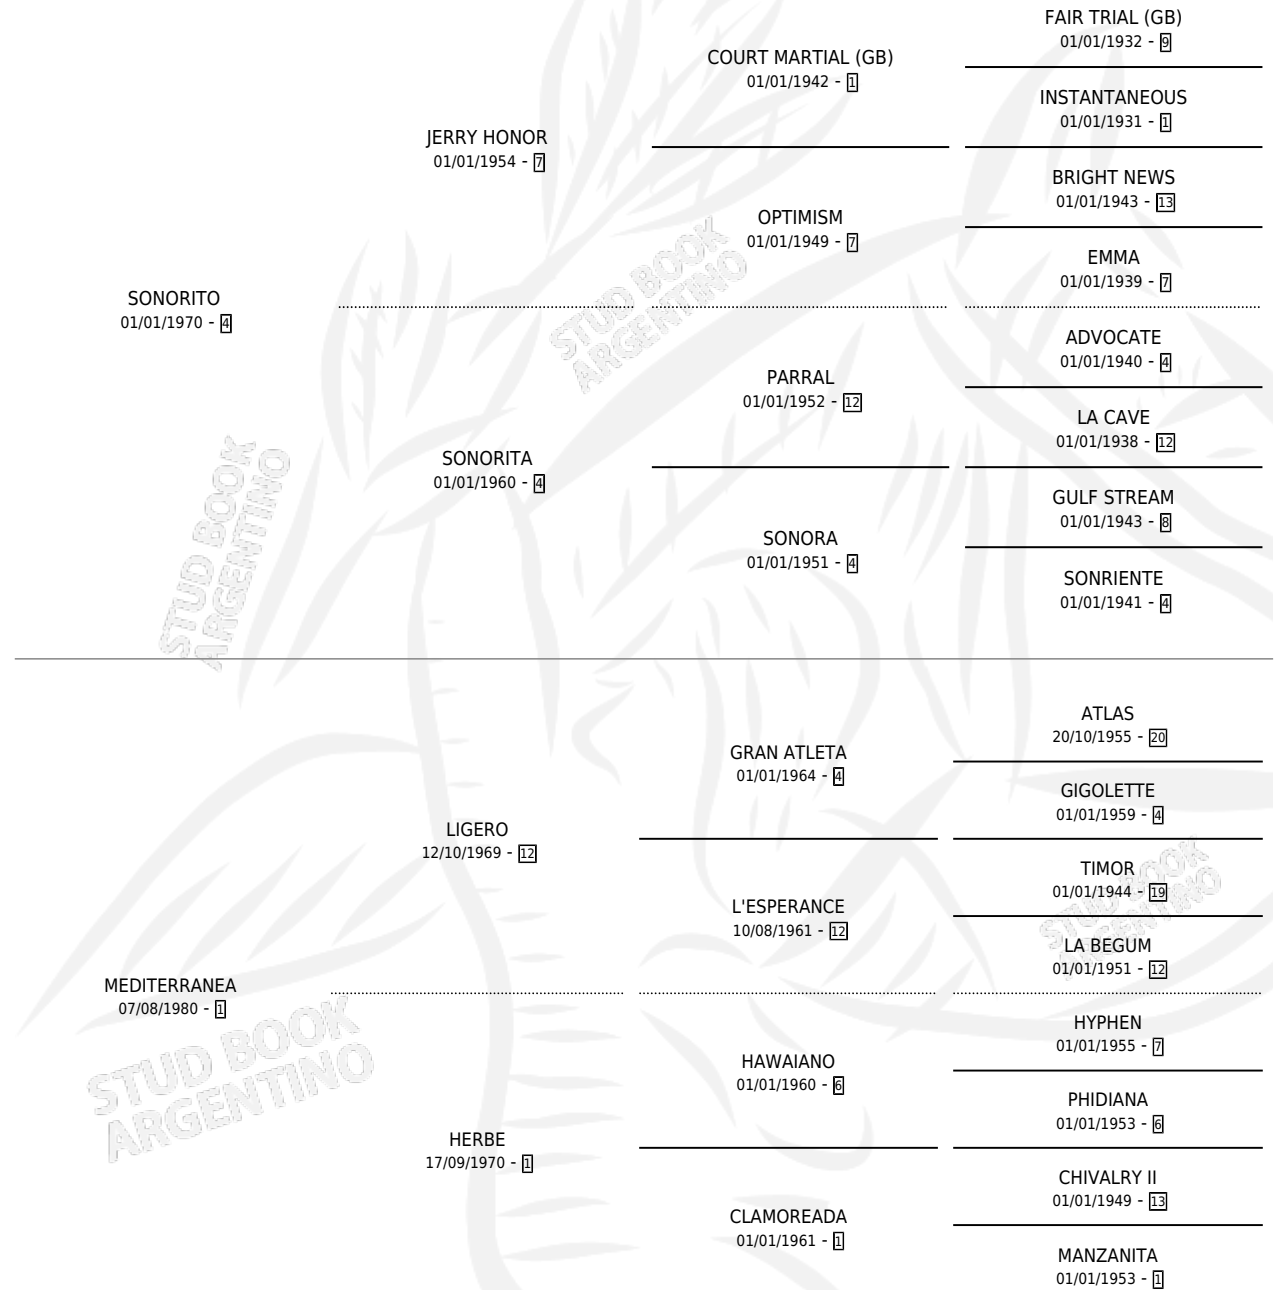 FAIR TRIAL (GB)
01/01/1932 - 9
COURT MARTIAL (GB)
01/01/1942 - 1
INSTANTANEOUS
01/01/1931 - 1
JERRY HONOR
01/01/1954 - 7
BRIGHT NEWS
01/01/1943 - 13
OPTIMISM
01/01/1949 - 7
EMMA
01/01/1939 - 7
SONORITO
01/01/1970 - 4
ADVOCATE
01/01/1940 - 4
PARRAL
01/01/1952 - 12
LA CAVE
01/01/1938 - 12
SONORITA
01/01/1960 - 4
GULF STREAM
01/01/1943 - 8
SONORA
01/01/1951 - 4
SONRIENTE
01/01/1941 - 4
ATLAS
20/10/1955 - 20
GRAN ATLETA
01/01/1964 - 4
GIGOLETTE
01/01/1959 - 4
LIGERO
12/10/1969 - 12
TIMOR
01/01/1944 - 19
L'ESPERANCE
10/08/1961 - 12
LA BEGUM
01/01/1951 - 12
MEDITERRANEA
07/08/1980 - 1
HYPHEN
01/01/1955 - 7
HAWAIANO
01/01/1960 - 6
PHIDIANA
01/01/1953 - 6
HERBE
17/09/1970 - 1
CHIVALRY II
01/01/1949 - 13
CLAMOREADA
01/01/1961 - 1
MANZANITA
01/01/1953 - 1
STUD BOOK
ARGENTINO
STUD BOOK
ARGENTINO
STUD BOOK
ARGENTINO
STUD BOOK
ARGENTINO